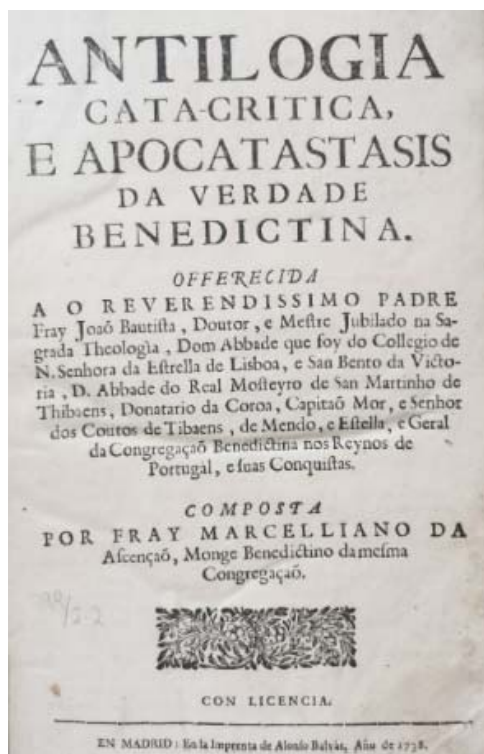 ANTILOGIA
CATA-CRITICA,
E APOCATASTASIS
DA VERDADE
BENEDICTINA.
OFFERECIDA
A O REVERENDISSIMO PADRE
Fray Joaõ Bautiſta, Doutor, e Meſtre Jubilado na Sa-
grada Theologìa, Dom Abbade que foy do Collegio de
N. Senhora da Eſtrella de Lisboa, e San Bento da Victo-
ria, D. Abbade do Real Moſteyro de San Martinho de
Thibaens, Donatario da Coroa, Capitaõ Mor, e Senhor
dos Coutos de Tibaens, de Mendo, e Eſtella, e Geral
da Congregaçaõ Benedictina nos Reynos de
Portugal, e ſuas Conquiſtas.
COMPOSTA
POR FRAY MARCELLIANO DA
Aſcençaõ, Monge Benedictino da meſma
Congregaçaõ.
CON LICENCIA.
EN MADRID: En la Imprenta de Alonſo Balvàs, Año de 1738.